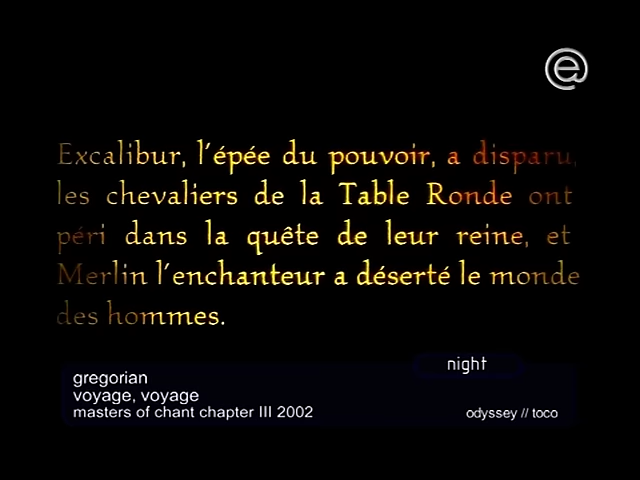 @
Excalibur, l'épée du pouvoir, a disparu,
les chevaliers de la Table Ronde ont
péri dans la quête de leur reine, et
Merlin l'enchanteur a déserté le monde
des hommes.
night
gregorian
voyage, voyage
masters of chant chapter III 2002
odyssey // toco